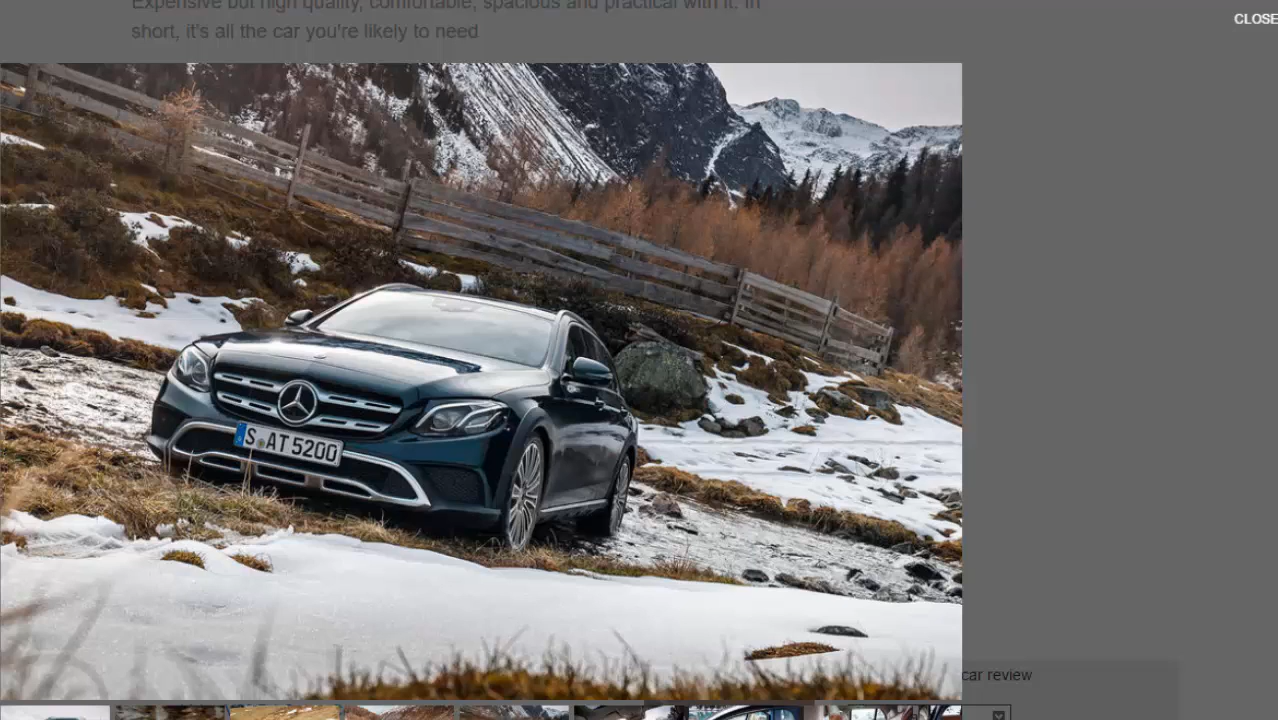 Expensive but high quality, comfortable, spacious and practical with it. In
short, it's all the car you're likely to need
CLOSE
S AT 5200
car review